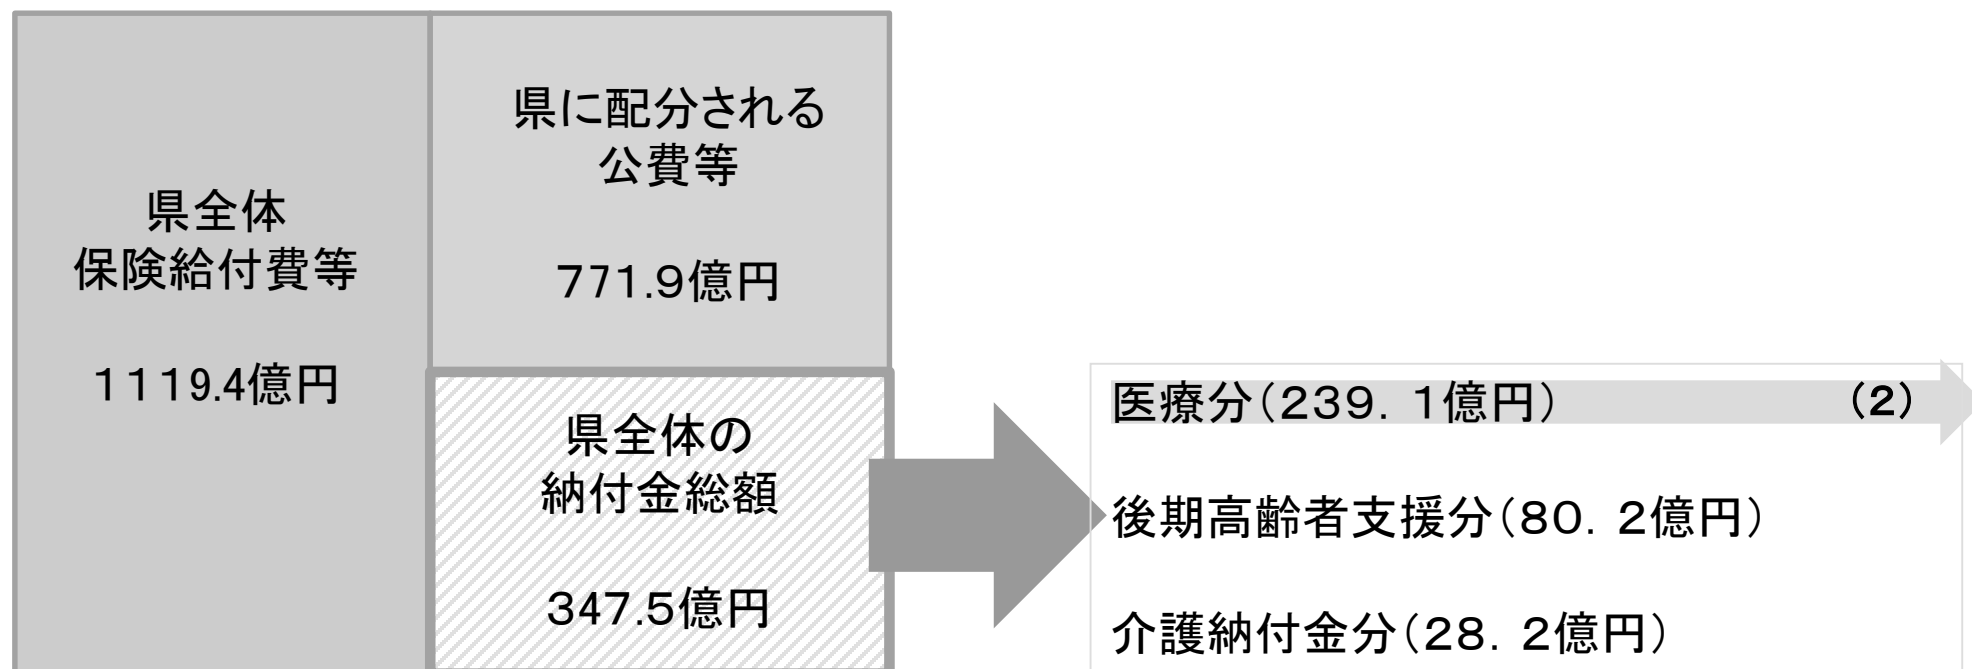 県全体
保険給付費等
１１19.4億円
県に配分される
公費等
771.9億円
県全体の
納付金総額
347.5億円
医療分（239．1億円）　（2）
後期高齢者支援分（80．2億円）
介護納付金分（28．2億円）